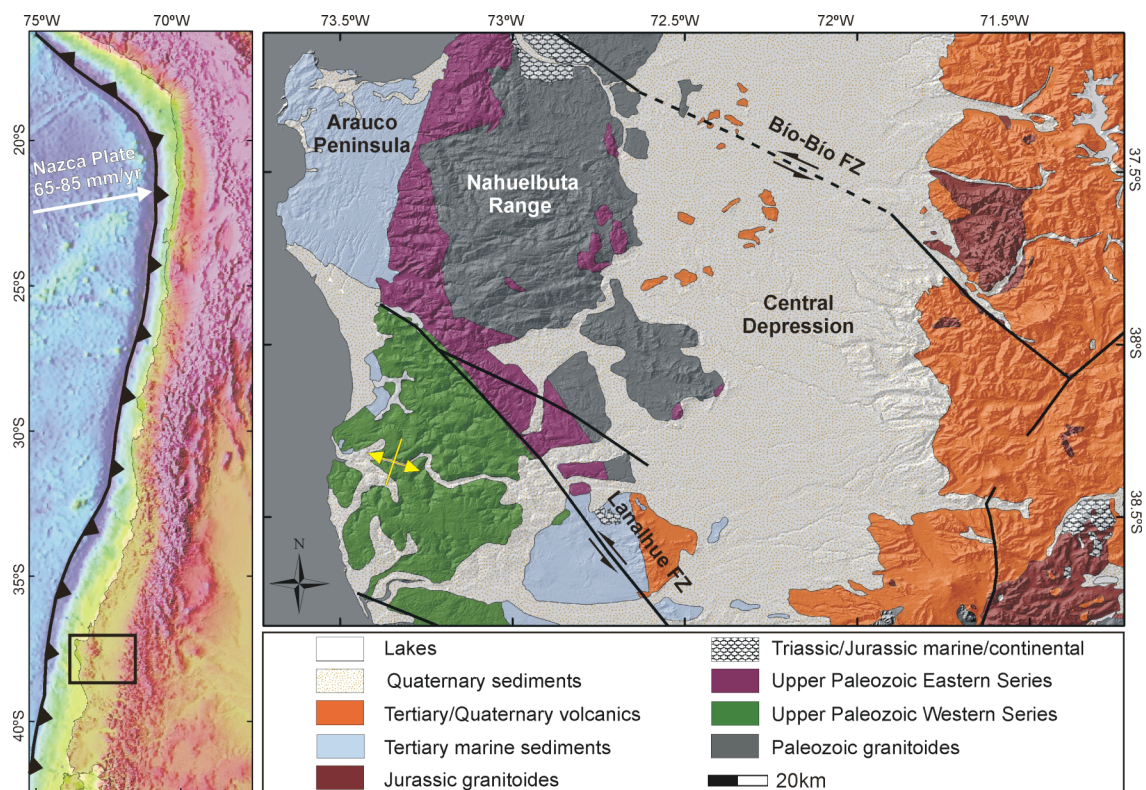 75°W
70°W
20°S
25°S
30°S
35°S
40°S
Nazca Plate
65-85 mm/yr
73.5°W
73°W
72.5°W
72°W
71.5°W
37.5°S
38°S
38.5°S
Arauco
Peninsula
Nahuelbuta
Range
Bío-Bío FZ
Central
Depression
Lanalhue FZ
N
Lakes
Quaternary sediments
Tertiary/Quaternary volcanics
Tertiary marine sediments
Jurassic granitoides
Triassic/Jurassic marine/continental
Upper Paleozoic Eastern Series
Upper Paleozoic Western Series
Paleozoic granitoides
20km